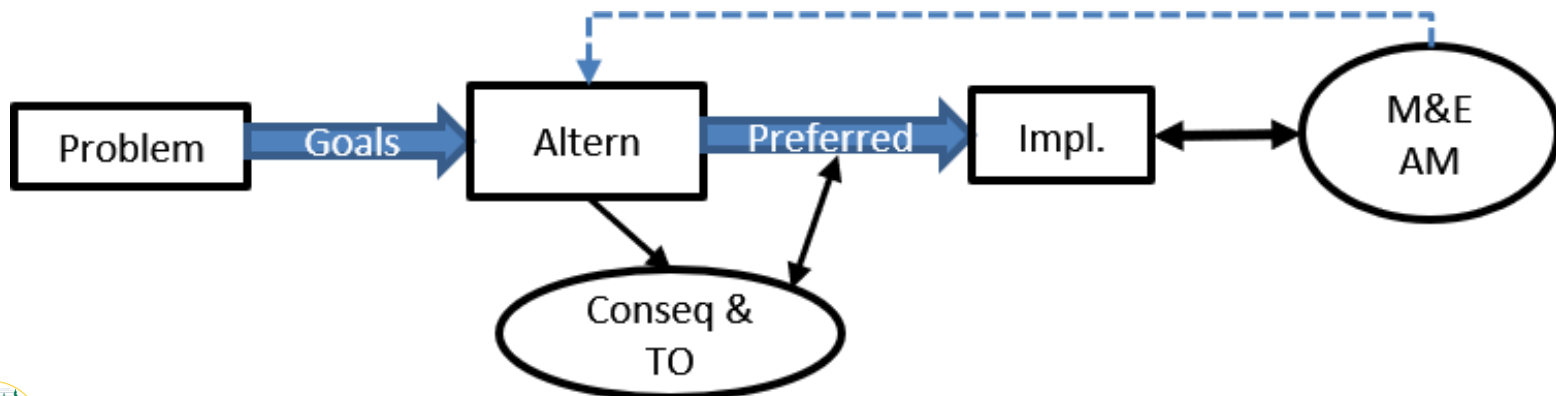 Problem
Goals
Altern
Preferred
Impl.
M&E
AM
Conseq &
TO